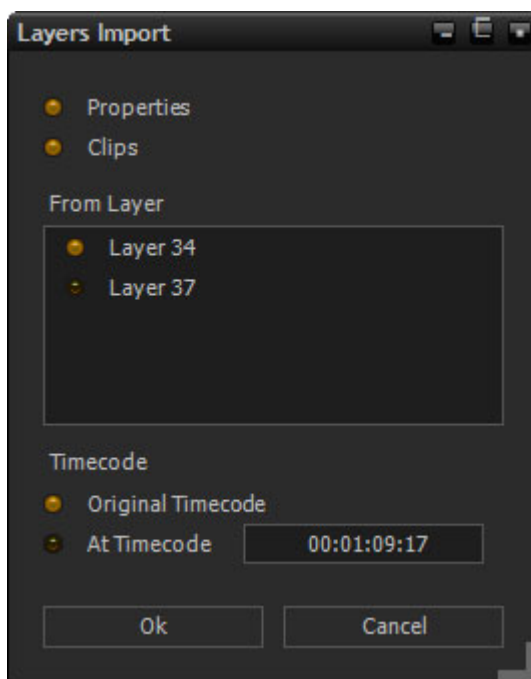 Layers Import
Properties
Clips
From Layer
Layer 34
Layer 37
Timecode
Original Timecode
At Timecode 00:01:09:17
Ok Cancel